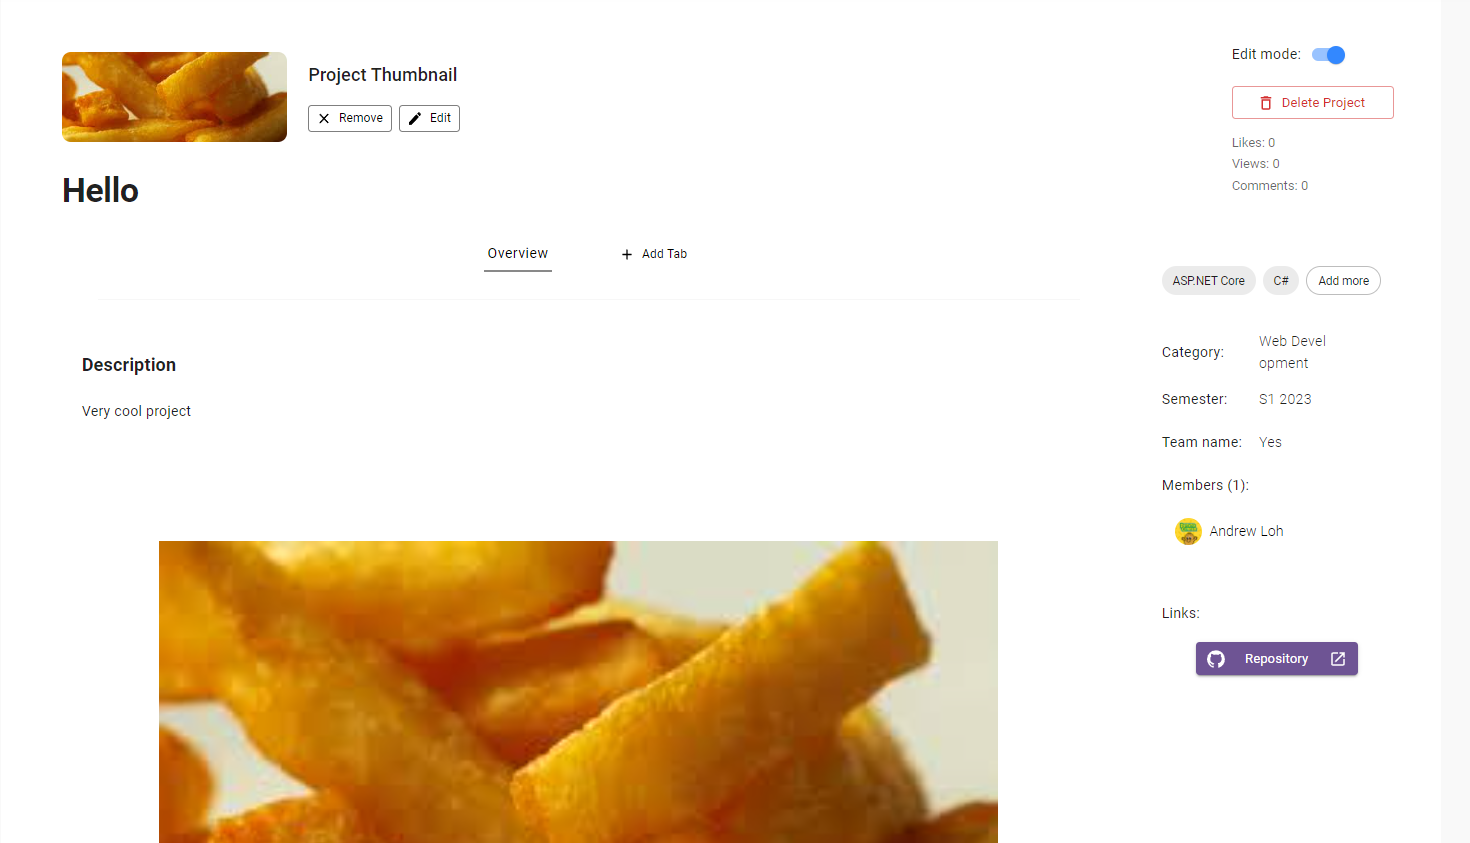 Project Thumbnail
Remove
Edit
Edit mode:
Delete Project
Likes: 0
Views: 0
Comments: 0
Hello
Overview
Add Tab
ASP.NET Core
C#
Add more
Description
Very cool project
Category:
Web Devel
opment
Semester:
S1 2023
Team name:
Yes
Members (1):
Andrew Loh
Links:
Repository